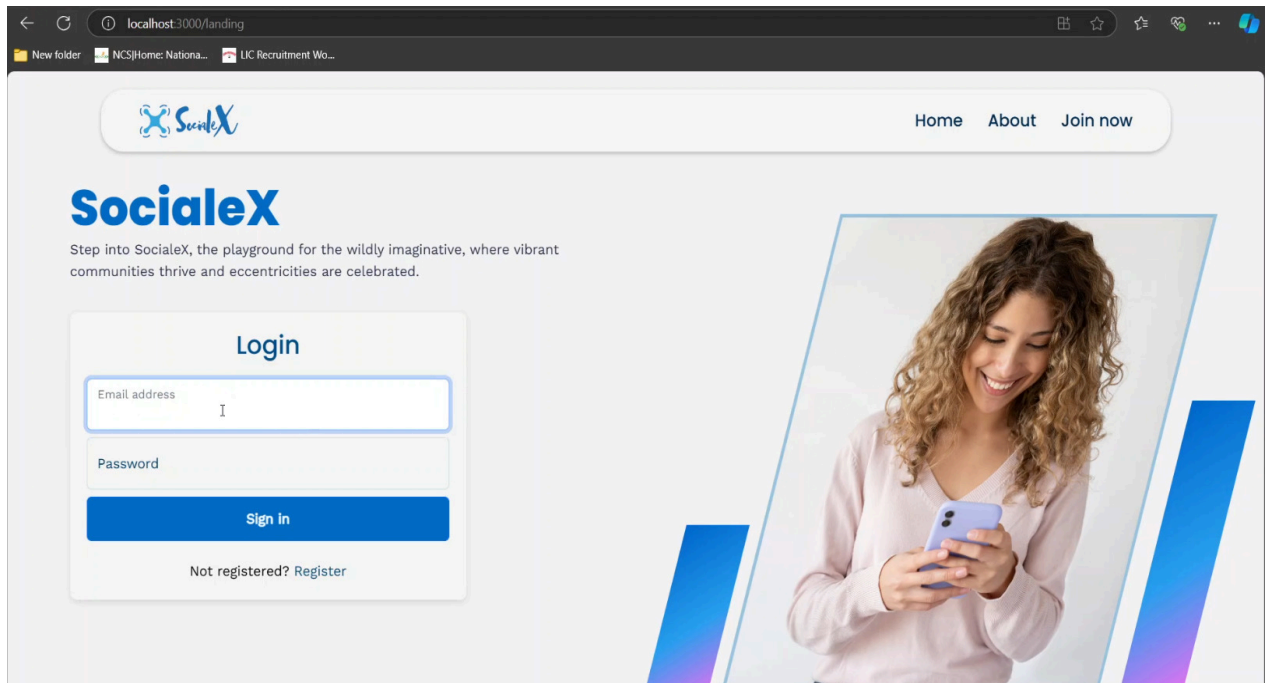 localhost:3000/landing
New folder NCS|Home: Nationa... LIC Recruitment Wo...
SocialeX
Home About Join now
SocialeX
Step into SocialeX, the playground for the wildly imaginative, where vibrant
communities thrive and eccentricities are celebrated.
Login
Email address
Password
Sign in
Not registered? Register